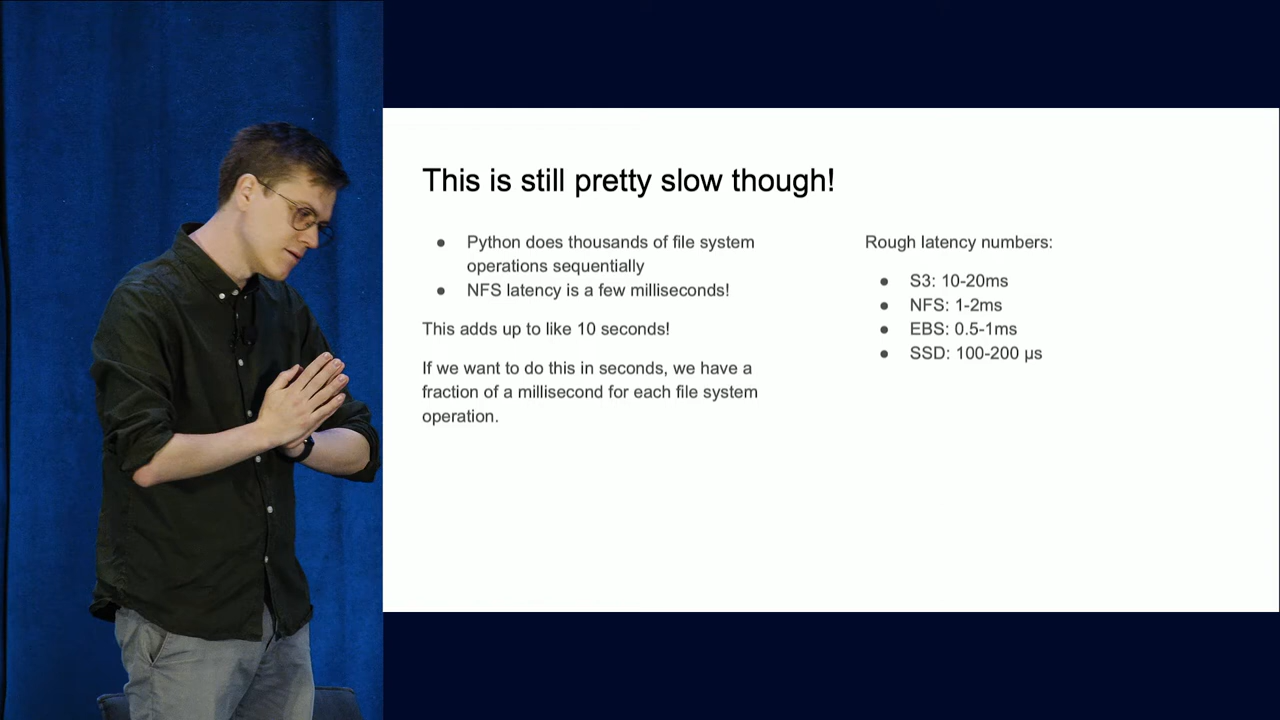 This is still pretty slow though!
● Python does thousands of file system
operations sequentially
● NFS latency is a few milliseconds!
This adds up to like 10 seconds!
If we want to do this in seconds, we have a
fraction of a millisecond for each file system
operation.
Rough latency numbers:
● S3: 10-20ms
● NFS: 1-2ms
● EBS: 0.5-1ms
● SSD: 100-200 µs